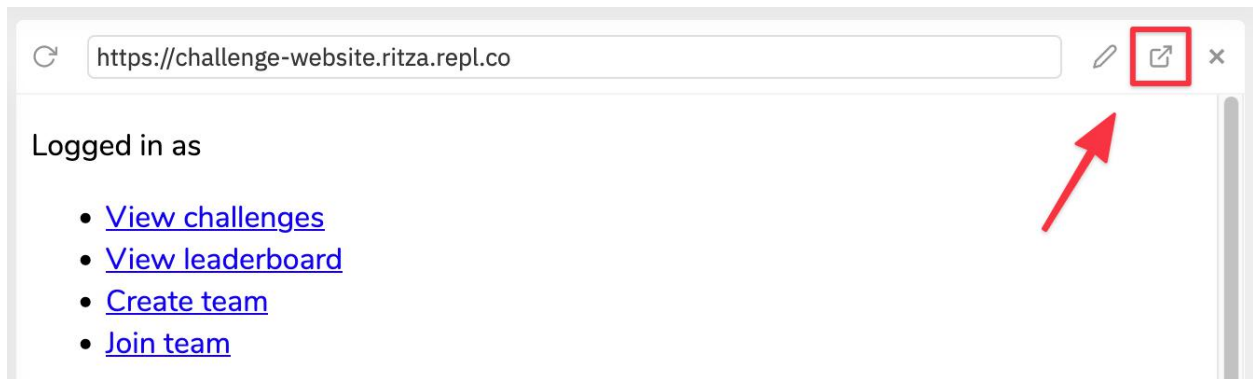 https://challenge-website.ritza.repl.co
Logged in as
View challenges
View leaderboard
Create team
Join team